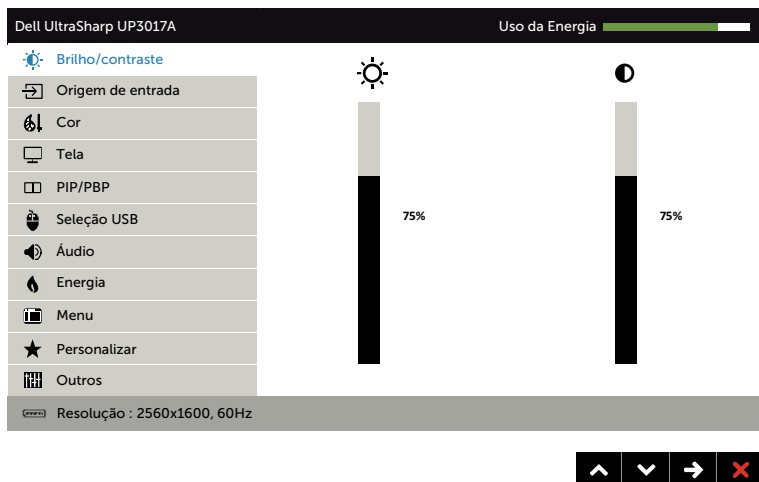 Dell UltraSharp UP3017A
Uso da Energia
Brilho/contraste
Origem de entrada
Cor
Tela
PIP/PBP
Seleção USB
Áudio
Energia
Menu
Personalizar
Outros
75%
75%
Resolução : 2560x1600, 60Hz